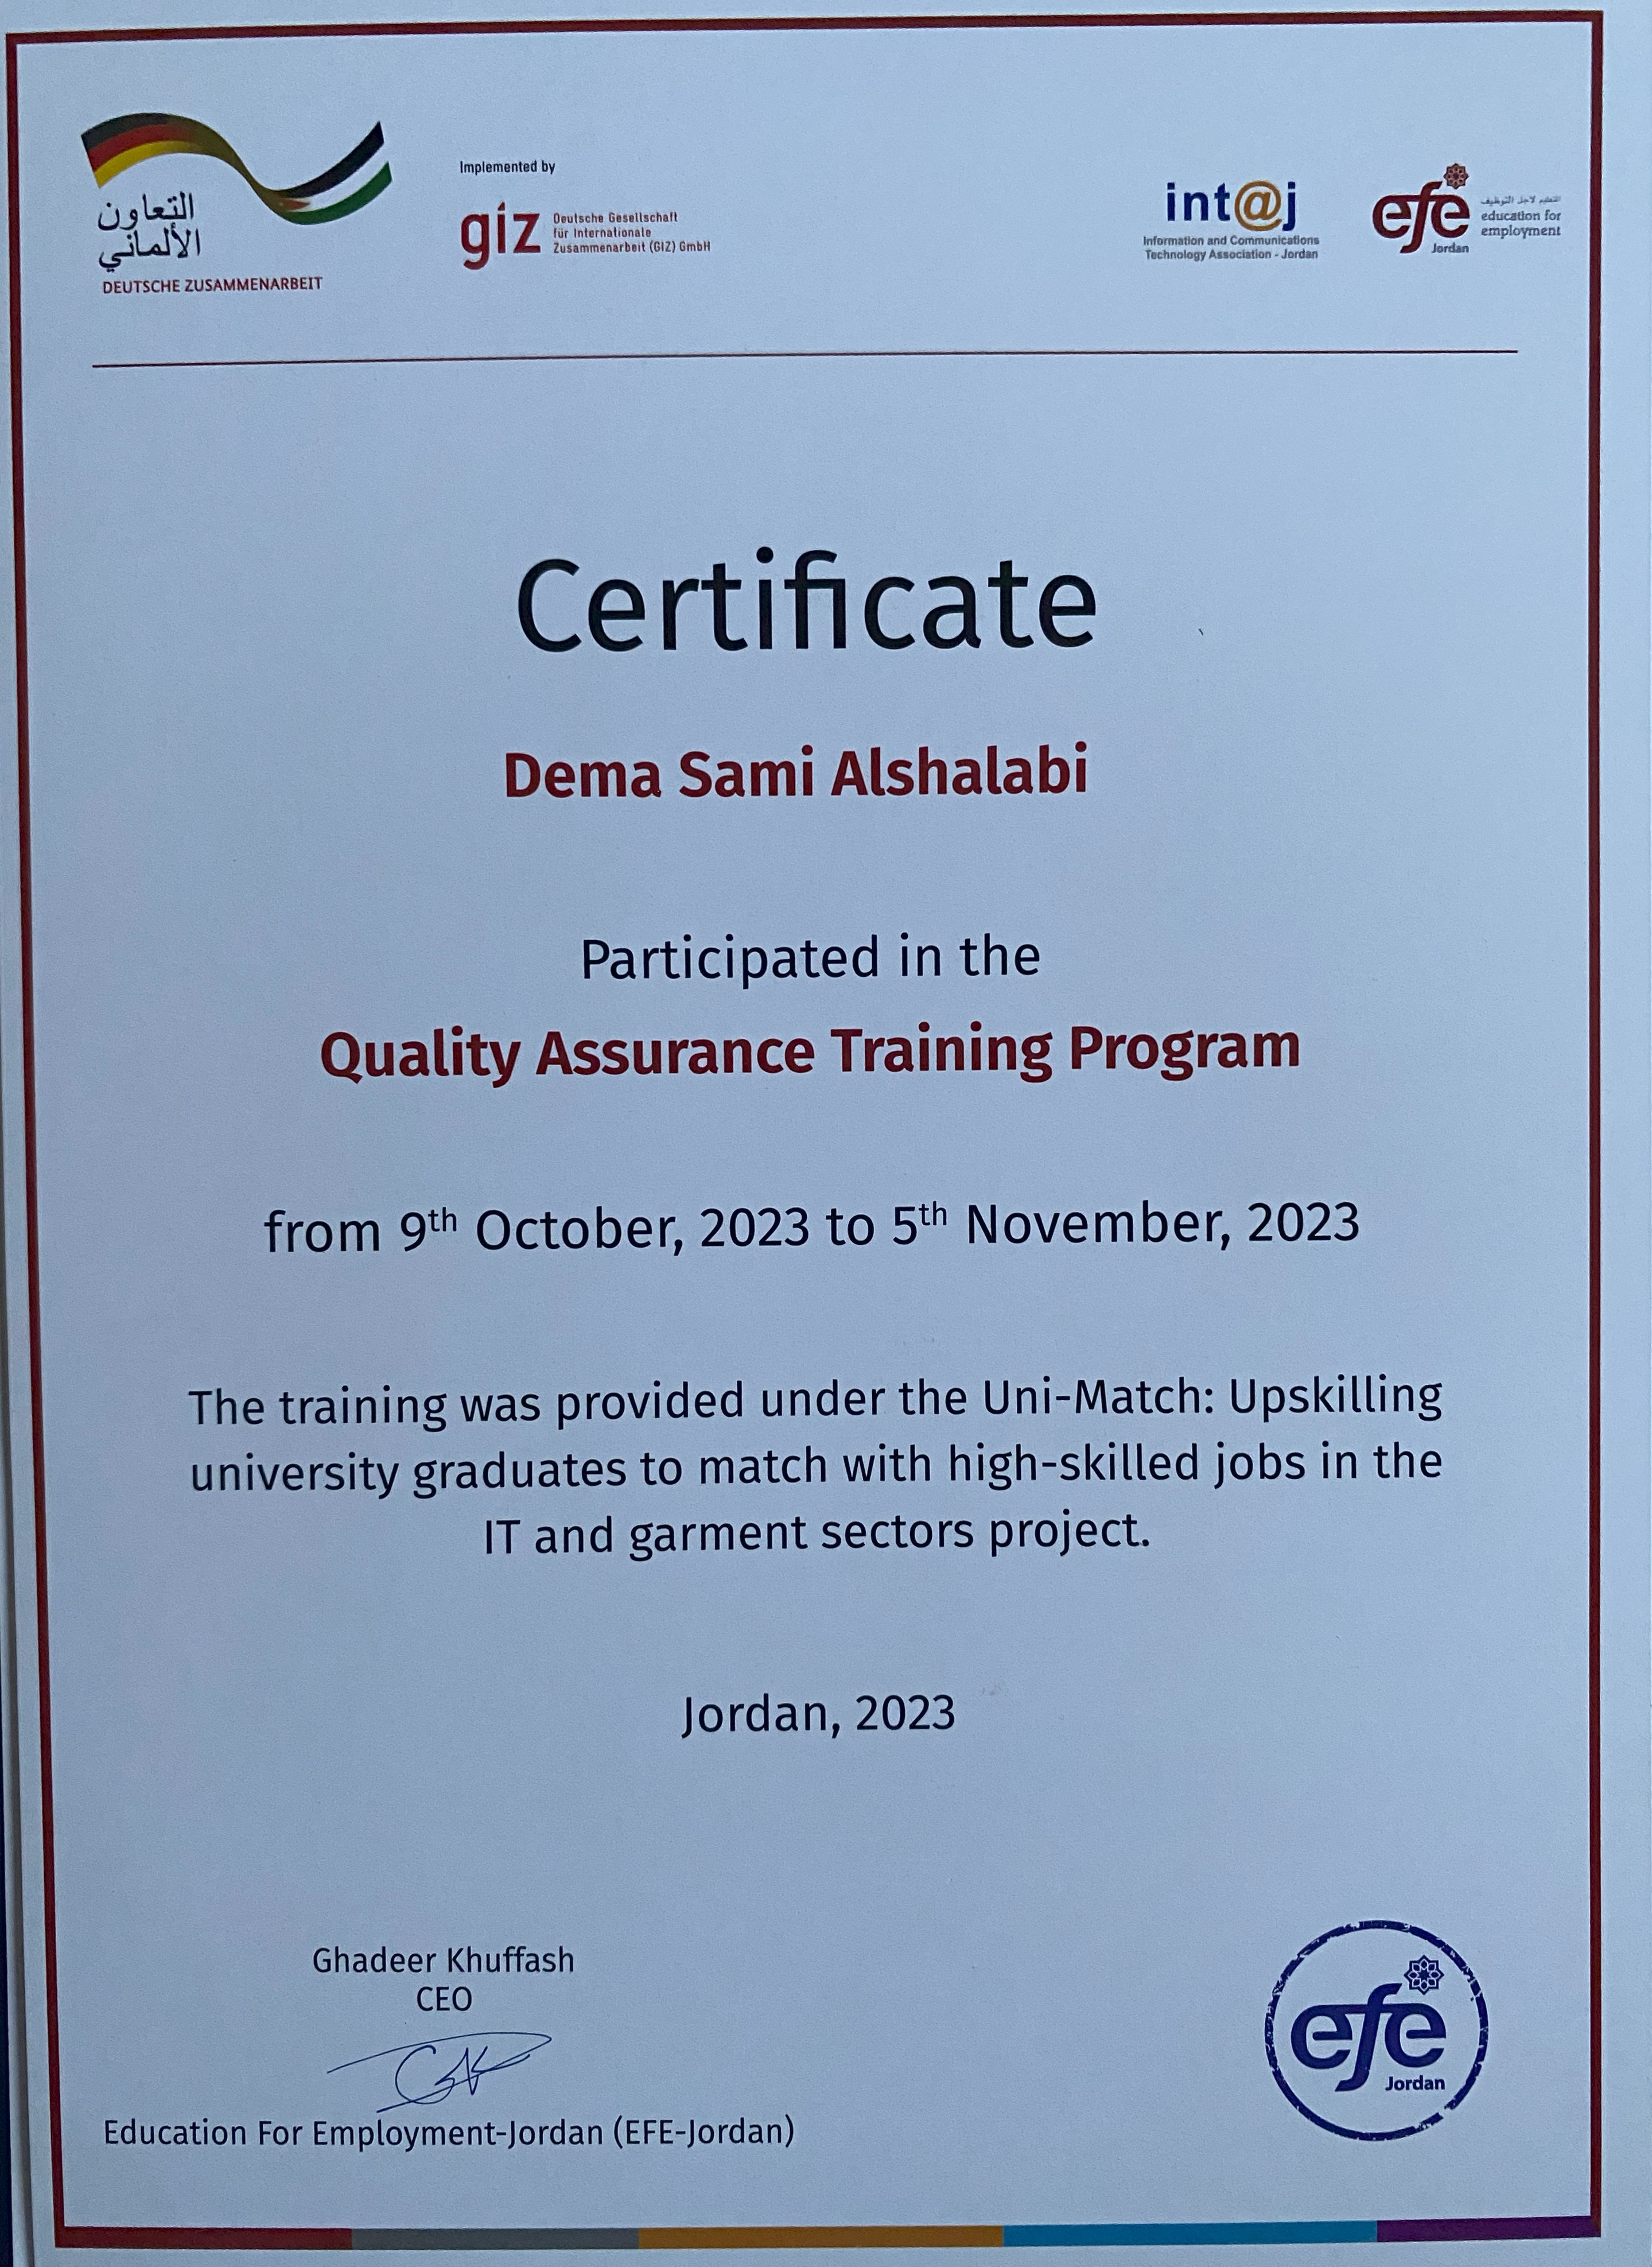 التعاون
الألماني
DEUTSCHE ZUSAMMENARBEIT
Implemented by
giz
Deutsche Gesellschaft
für Internationale
Zusammenarbeit (GIZ) GmbH
int@j
Information and Communications
Technology Association - Jordan
efe
Jordan
التعليم لأجل التوظيف
education for
employment
Certificate
Dema Sami Alshalabi
Participated in the
Quality Assurance Training Program
from 9th October, 2023 to 5th November, 2023
The training was provided under the Uni-Match: Upskilling
university graduates to match with high-skilled jobs in the
IT and garment sectors project.
Jordan, 2023
Ghadeer Khuffash
CEO
Education For Employment-Jordan (EFE-Jordan)
efe
Jordan